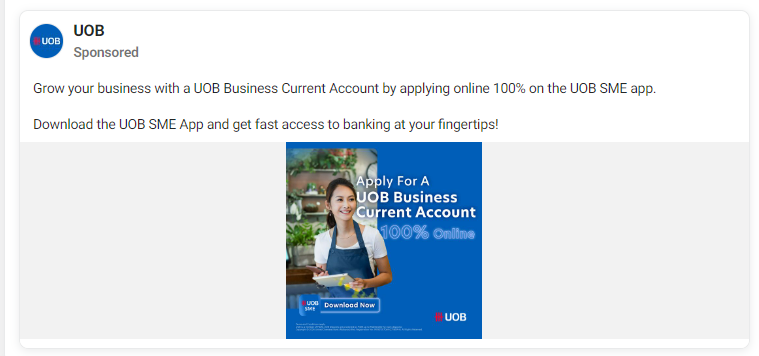 UOB
UOB
Sponsored
Grow your business with a UOB Business Current Account by applying online 100% on the UOB SME app.
Download the UOB SME App and get fast access to banking at your fingertips!
Apply For A
UOB Business
Current Account
100% Online
UOB
SME
Download Now
UOB